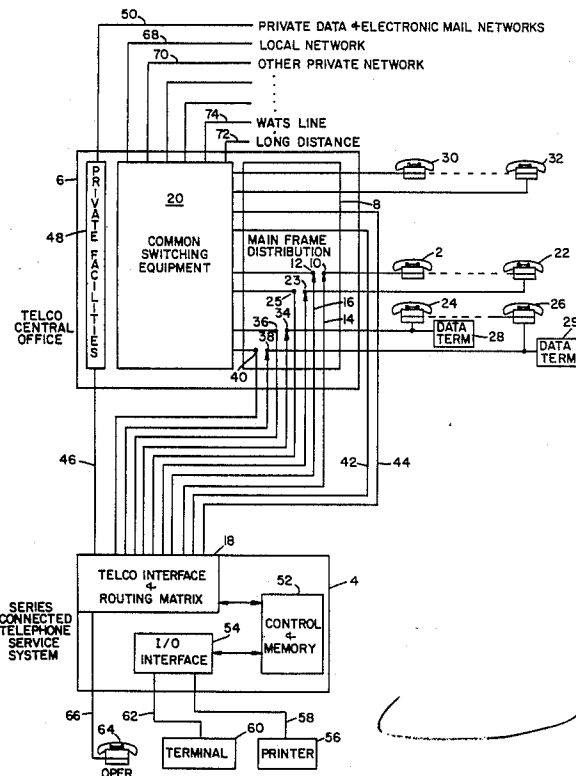 50
PRIVATE DATA & ELECTRONIC MAIL NETWORKS
68
LOCAL NETWORK
70
OTHER PRIVATE NETWORK
74
WATS LINE
72
LONG DISTANCE
6
30
32
PRIVATE FACILITIES
20
8
48
COMMON
SWITCHING
EQUIPMENT
MAIN FRAME
DISTRIBUTION
12
10
2
22
23
25
16
14
24
26
TELCO
CENTRAL
OFFICE
36
34
38
40
DATA
TERM
28
DATA
TERM
29
46
42
44
18
TELCO INTERFACE
&
ROUTING MATRIX
4
52
CONTROL
&
MEMORY
SERIES
CONNECTED
TELEPHONE
SERVICE
SYSTEM
54
I/O
INTERFACE
66
62
58
64
60
56
TERMINAL
PRINTER
OPER